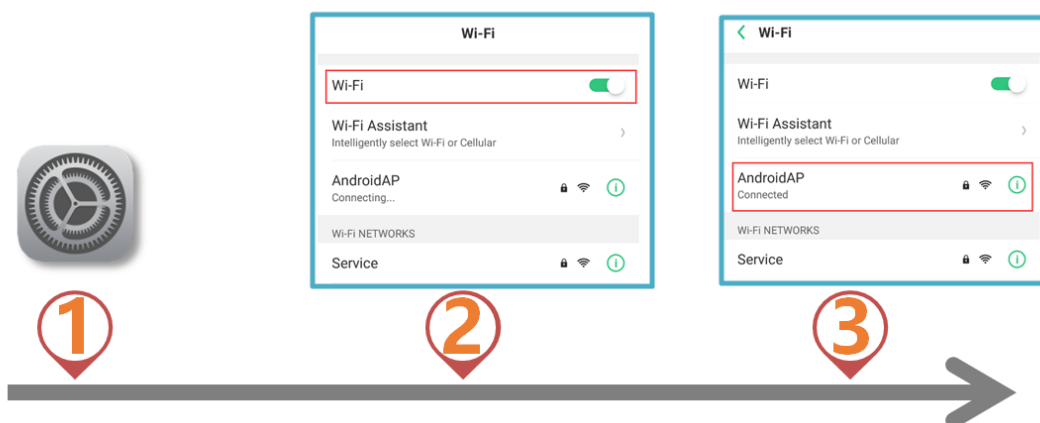 Wi-Fi
Wi-Fi
Wi-Fi Assistant
Intelligently select Wi-Fi or Cellular
AndroidAP
Connecting...
Wi-Fi NETWORKS
Service
Wi-Fi
Wi-Fi
Wi-Fi Assistant
Intelligently select Wi-Fi or Cellular
AndroidAP
Connected
Wi-Fi NETWORKS
Service
1
2
3